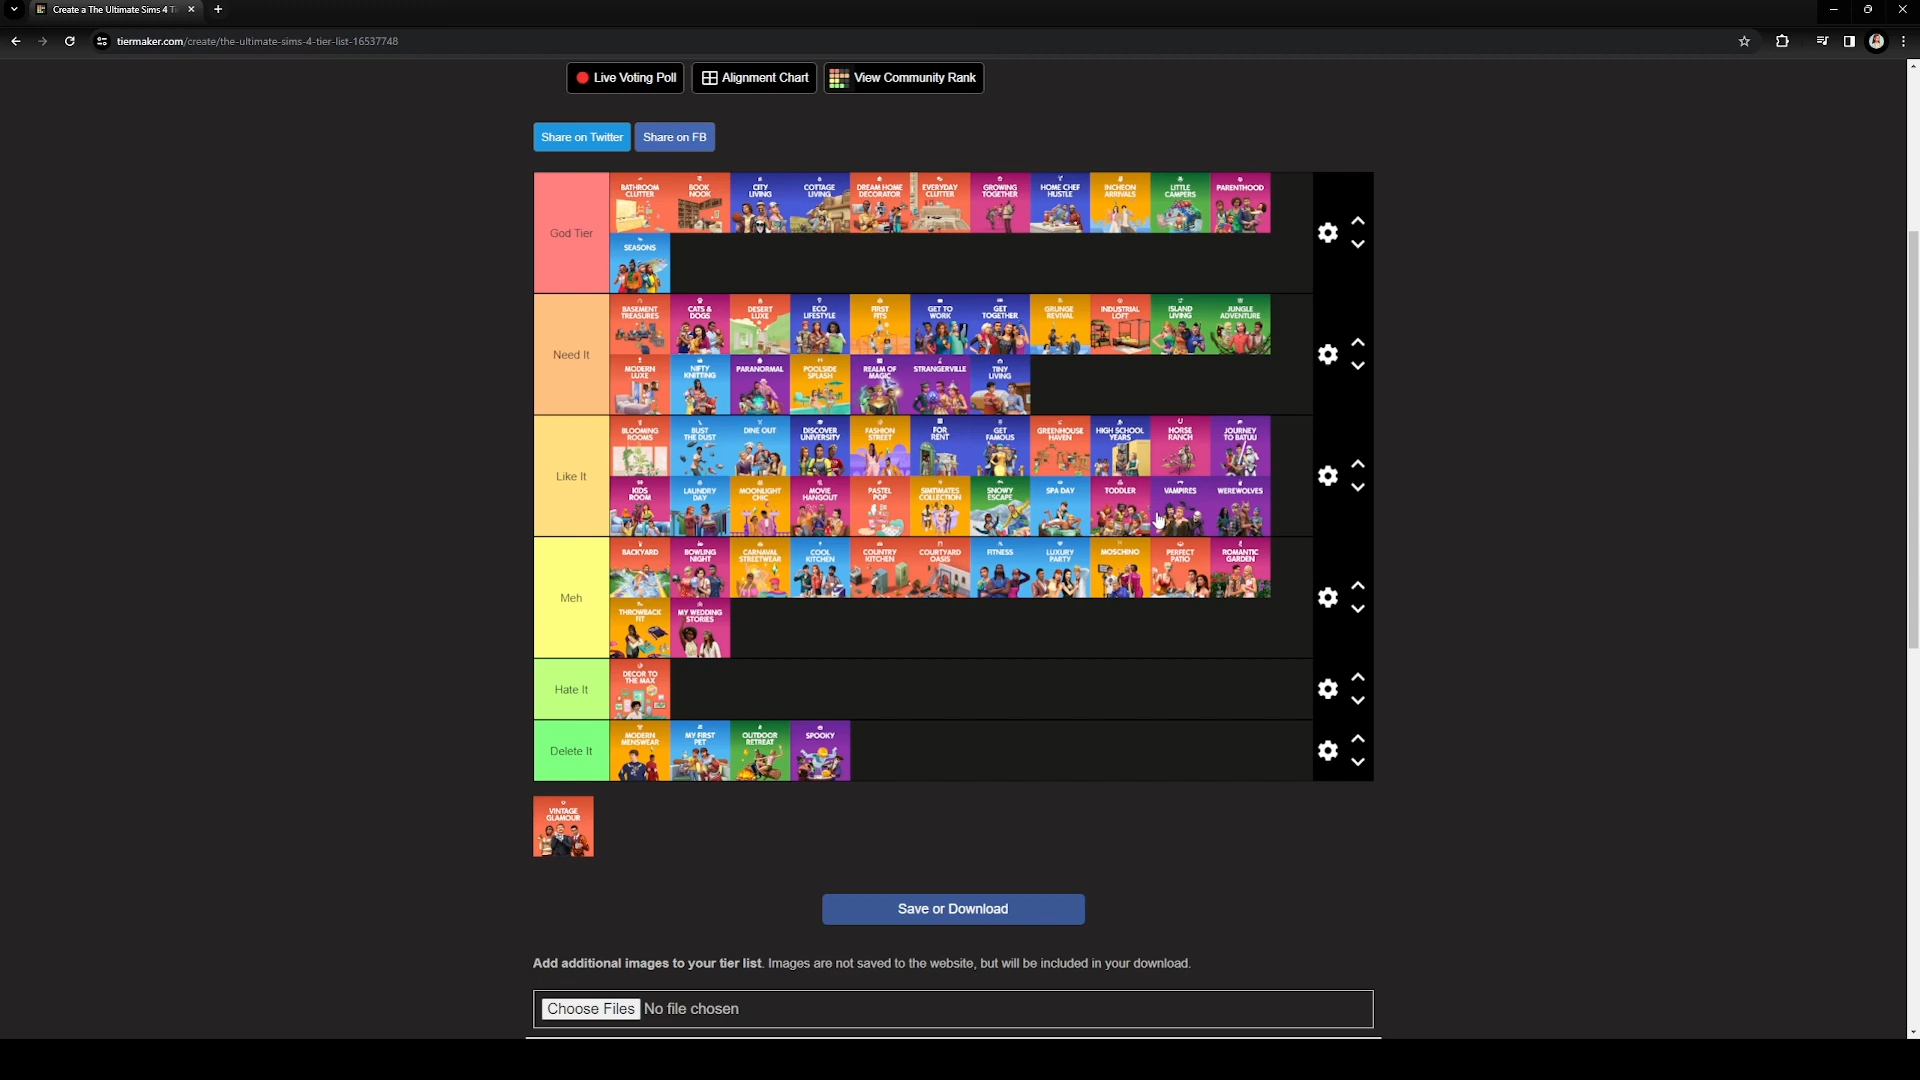 Create a The Ultimate Sims 4 Ti
tiermaker.com/create/the-ultimate-sims-4-tier-list-16537748
Live Voting Poll
Alignment Chart
View Community Rank
Share on Twitter
Share on FB
God Tier
BATHROOM CLUTTER
BOOK NOOK
CITY LIVING
COTTAGE LIVING
DREAM HOME DECORATOR
EVERYDAY CLUTTER
GROWING TOGETHER
HOME CHEF HUSTLE
INCHEON ARRIVALS
LITTLE CAMPERS
PARENTHOOD
SEASONS
Need It
BASEMENT TREASURES
CATS & DOGS
DESERT LUXE
ECO LIFESTYLE
FIRST FITS
GET TO WORK
GET TOGETHER
GRUNGE REVIVAL
INDUSTRIAL LOFT
ISLAND LIVING
JUNGLE ADVENTURE
MODERN LUXE
NIFTY KNITTING
PARANORMAL
POOLSIDE SPLASH
REALM OF MAGIC
STRANGERVILLE
TINY LIVING
Like It
BLOOMING ROOMS
BUST THE DUST
DINE OUT
DISCOVER UNIVERSITY
FASHION STREET
FOR RENT
GET FAMOUS
GREENHOUSE HAVEN
HIGH SCHOOL YEARS
HORSE RANCH
JOURNEY TO BATUU
KIDS ROOM
LAUNDRY DAY
MOONLIGHT CHIC
MOVIE HANGOUT
PASTEL POP
SIMTIMATES COLLECTION
SNOWY ESCAPE
SPA DAY
TODDLER
VAMPIRES
WEREWOLVES
Meh
BACKYARD
BOWLING NIGHT
CARNAVAL STREETWEAR
COOL KITCHEN
COUNTRY KITCHEN
COURTYARD OASIS
FITNESS
LUXURY PARTY
MOSCHINO
PERFECT PATIO
ROMANTIC GARDEN
THROWBACK FIT
MY WEDDING STORIES
Hate It
DECOR TO THE MAX
Delete It
MODERN MENSWEAR
MY FIRST PET
OUTDOOR RETREAT
SPOOKY
VINTAGE GLAMOUR
Save or Download
Add additional images to your tier list. Images are not saved to the website, but will be included in your download.
Choose Files No file chosen